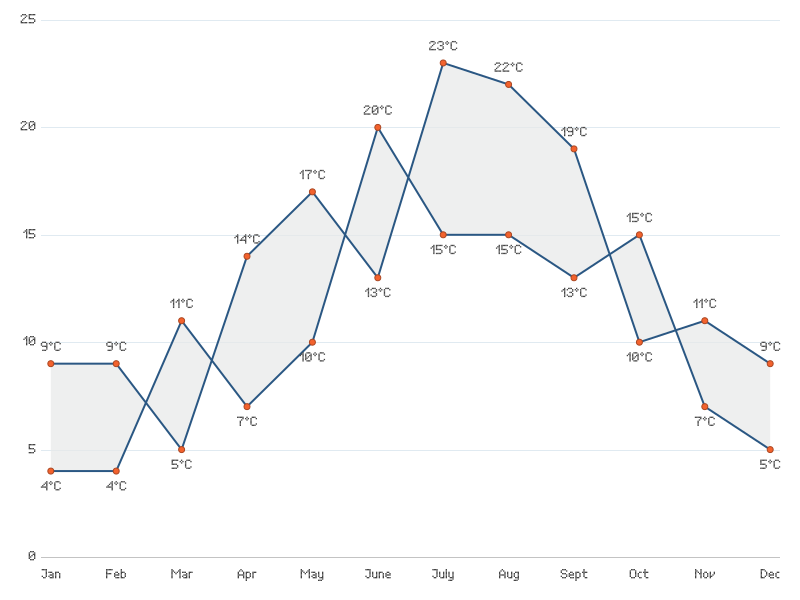 25
23°C
22°C
20°C
19°C
20
17°C
15°C
14°C
15
15°C
15°C
13°C
13°C
11°C
11°C
10
9°C
9°C
10°C
10°C
9°C
7°C
7°C
5
5°C
5°C
4°C
4°C
0
Jan Feb Mar Apr May June July Aug Sept Oct Nov Dec